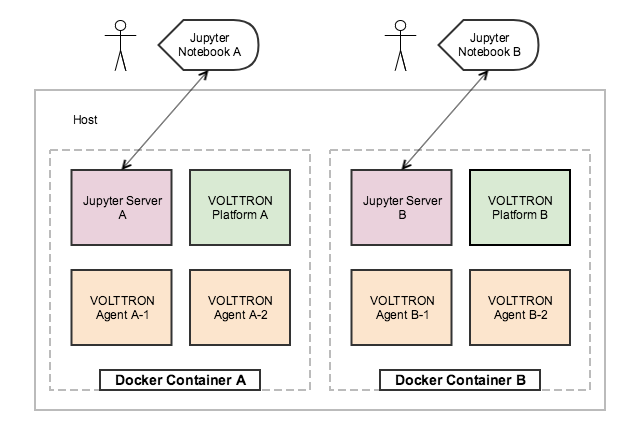 Jupyter
Notebook A
Jupyter
Notebook B
Host
Jupyter Server
A
VOLTTRON
Platform A
Jupyter Server
B
VOLTTRON
Platform B
VOLTTRON
Agent A-1
VOLTTRON
Agent A-2
VOLTTRON
Agent B-1
VOLTTRON
Agent B-2
Docker Container A
Docker Container B